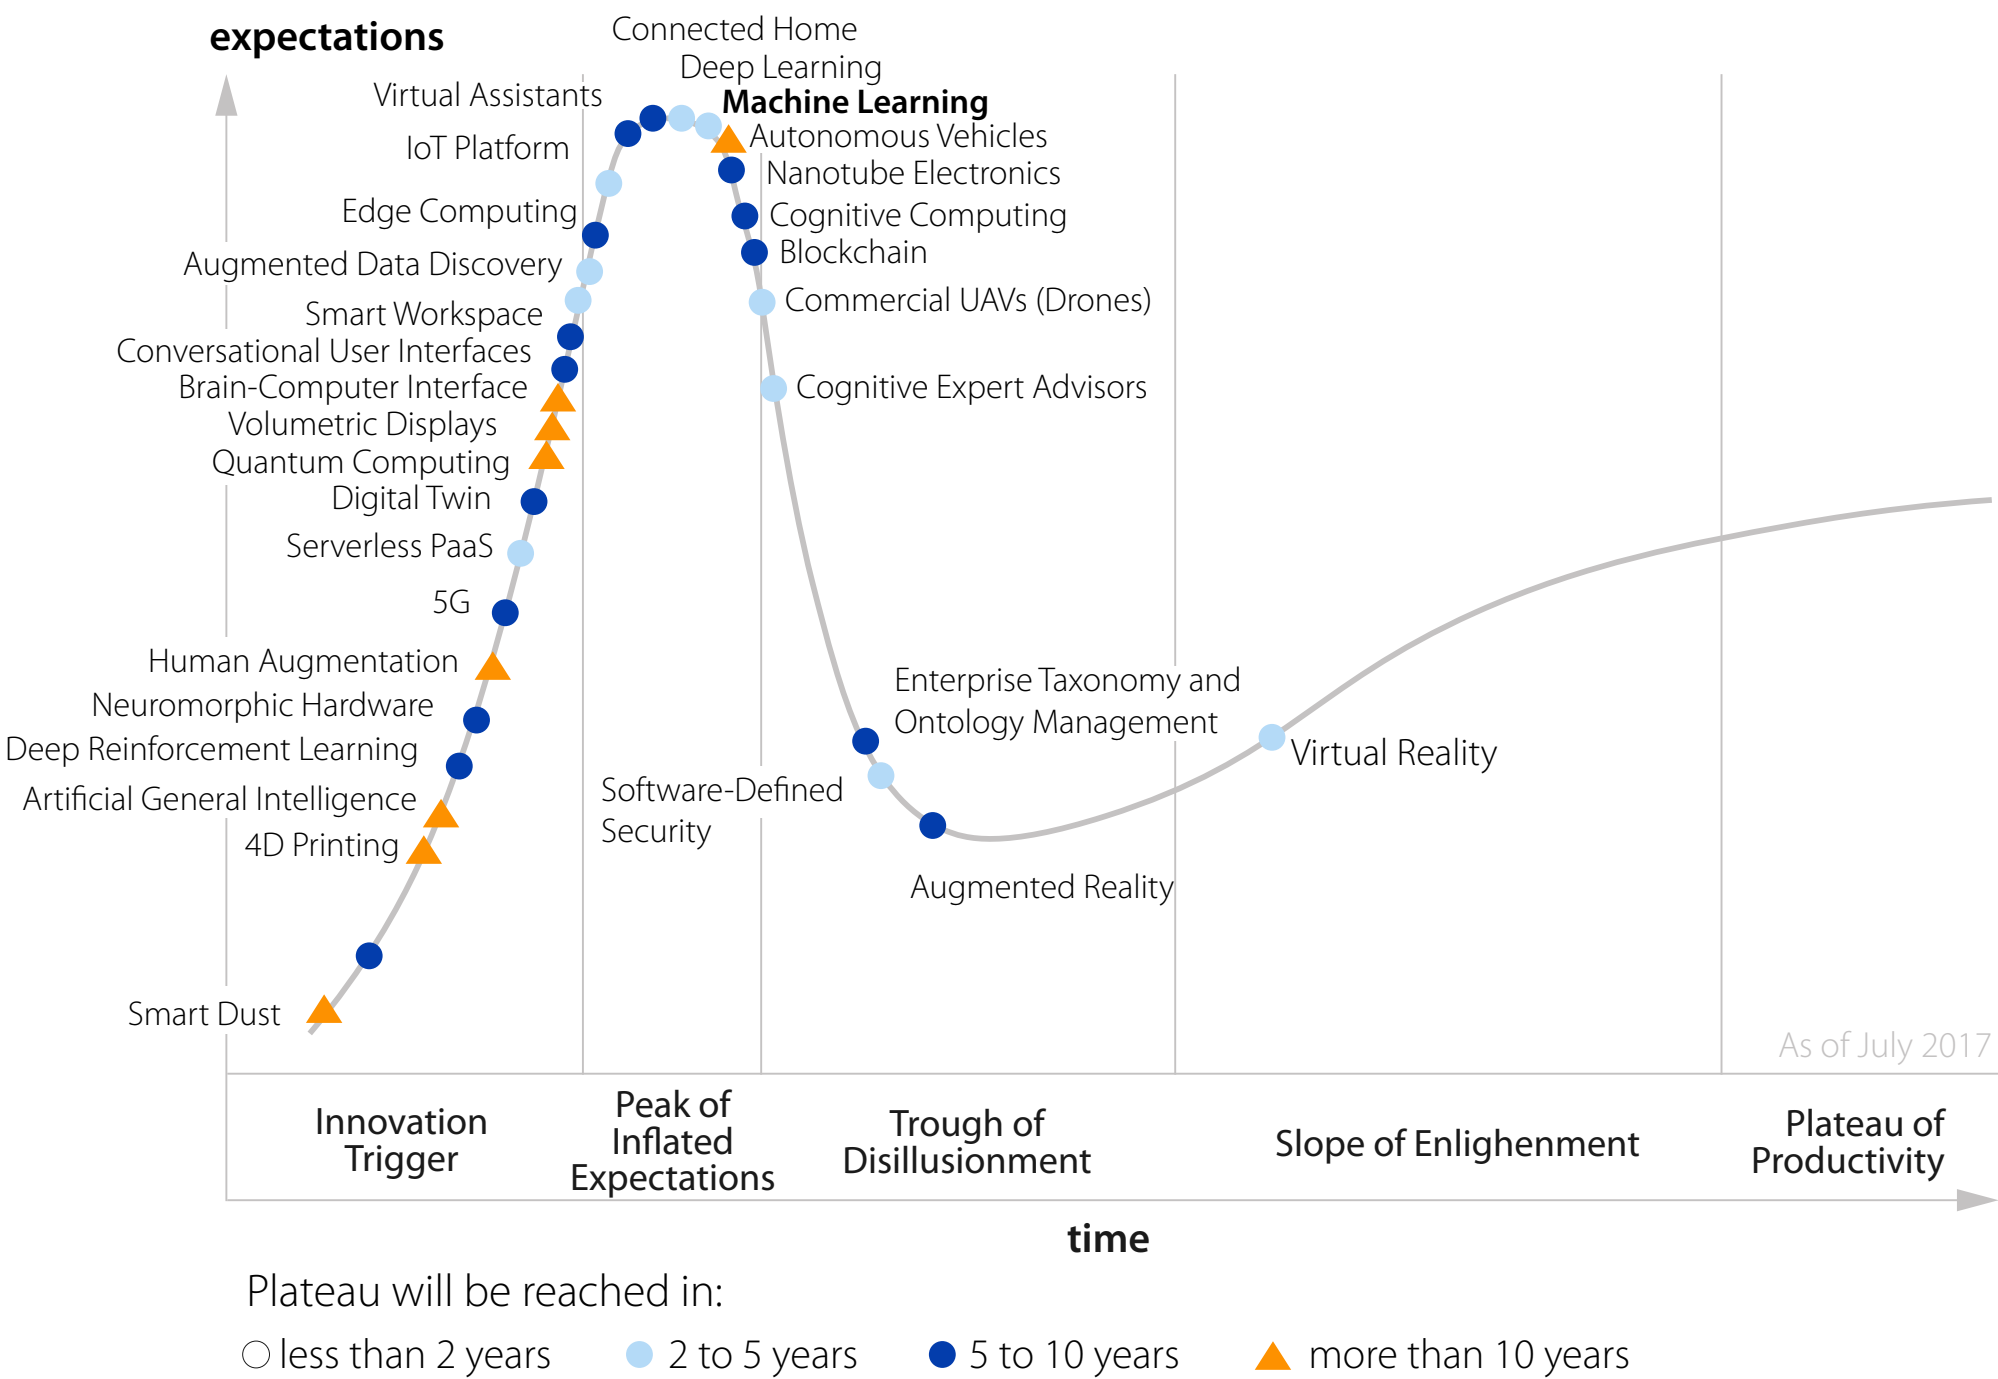 expectations
Connected Home
Deep Learning
Virtual Assistants
Machine Learning
Autonomous Vehicles
IoT Platform
Nanotube Electronics
Edge Computing
Cognitive Computing
Blockchain
Augmented Data Discovery
Commercial UAVs (Drones)
Smart Workspace
Conversational User Interfaces
Brain-Computer Interface
Cognitive Expert Advisors
Volumetric Displays
Quantum Computing
Digital Twin
Serverless PaaS
5G
Human Augmentation
Enterprise Taxonomy and
Ontology Management
Neuromorphic Hardware
Deep Reinforcement Learning
Virtual Reality
Artificial General Intelligence
Software-Defined
Security
4D Printing
Augmented Reality
Smart Dust
As of July 2017
Innovation
Trigger
Peak of
Inflated
Expectations
Trough of
Disillusionment
Slope of Enlighenment
Plateau of
Productivity
time
Plateau will be reached in:
less than 2 years
2 to 5 years
5 to 10 years
more than 10 years